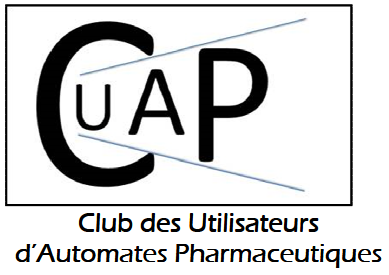 CUAP
Club des Utilisateurs
d'Automates Pharmaceutiques